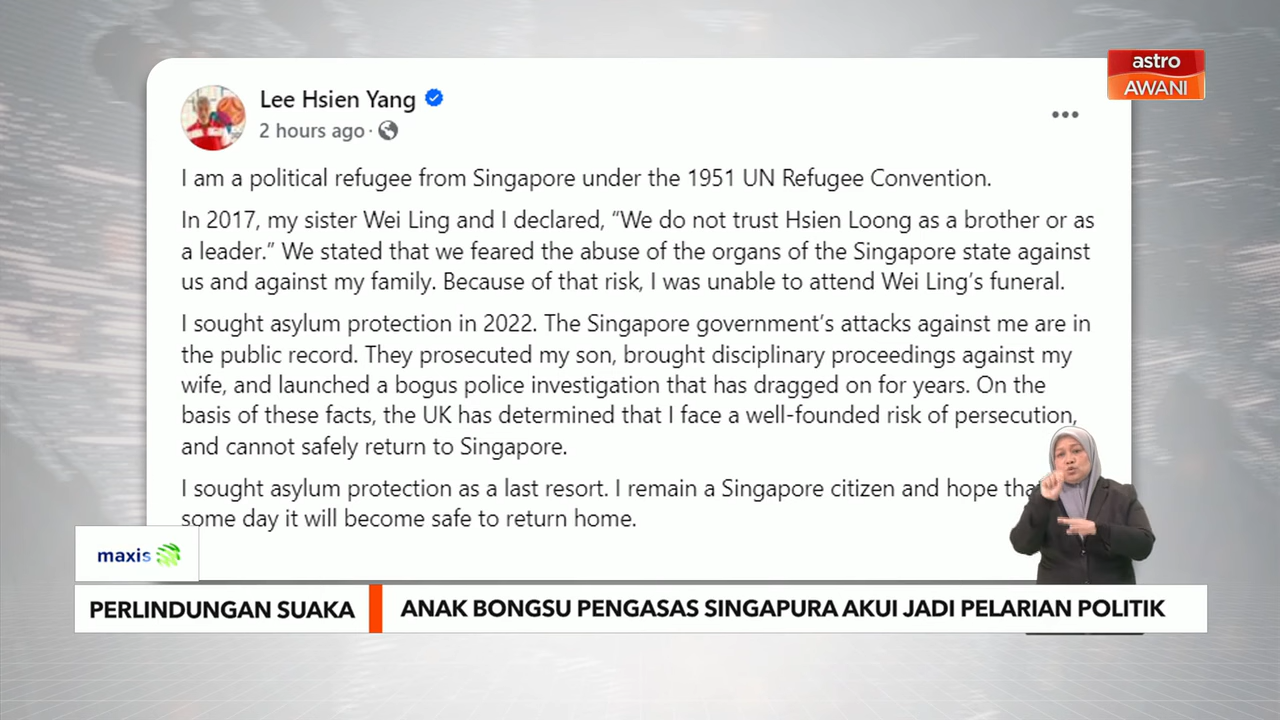 astro
AWANI
Lee Hsien Yang
2 hours ago ·
I am a political refugee from Singapore under the 1951 UN Refugee Convention.
In 2017, my sister Wei Ling and I declared, “We do not trust Hsien Loong as a brother or as
a leader.” We stated that we feared the abuse of the organs of the Singapore state against
us and against my family. Because of that risk, I was unable to attend Wei Ling’s funeral.
I sought asylum protection in 2022. The Singapore government’s attacks against me are in
the public record. They prosecuted my son, brought disciplinary proceedings against my
wife, and launched a bogus police investigation that has dragged on for years. On the
basis of these facts, the UK has determined that I face a well-founded risk of persecution,
and cannot safely return to Singapore.
I sought asylum protection as a last resort. I remain a Singapore citizen and hope tha
some day it will become safe to return home.
maxis
PERLINDUNGAN SUAKA
ANAK BONGSU PENGASAS SINGAPURA AKUI JADI PELARIAN POLITIK